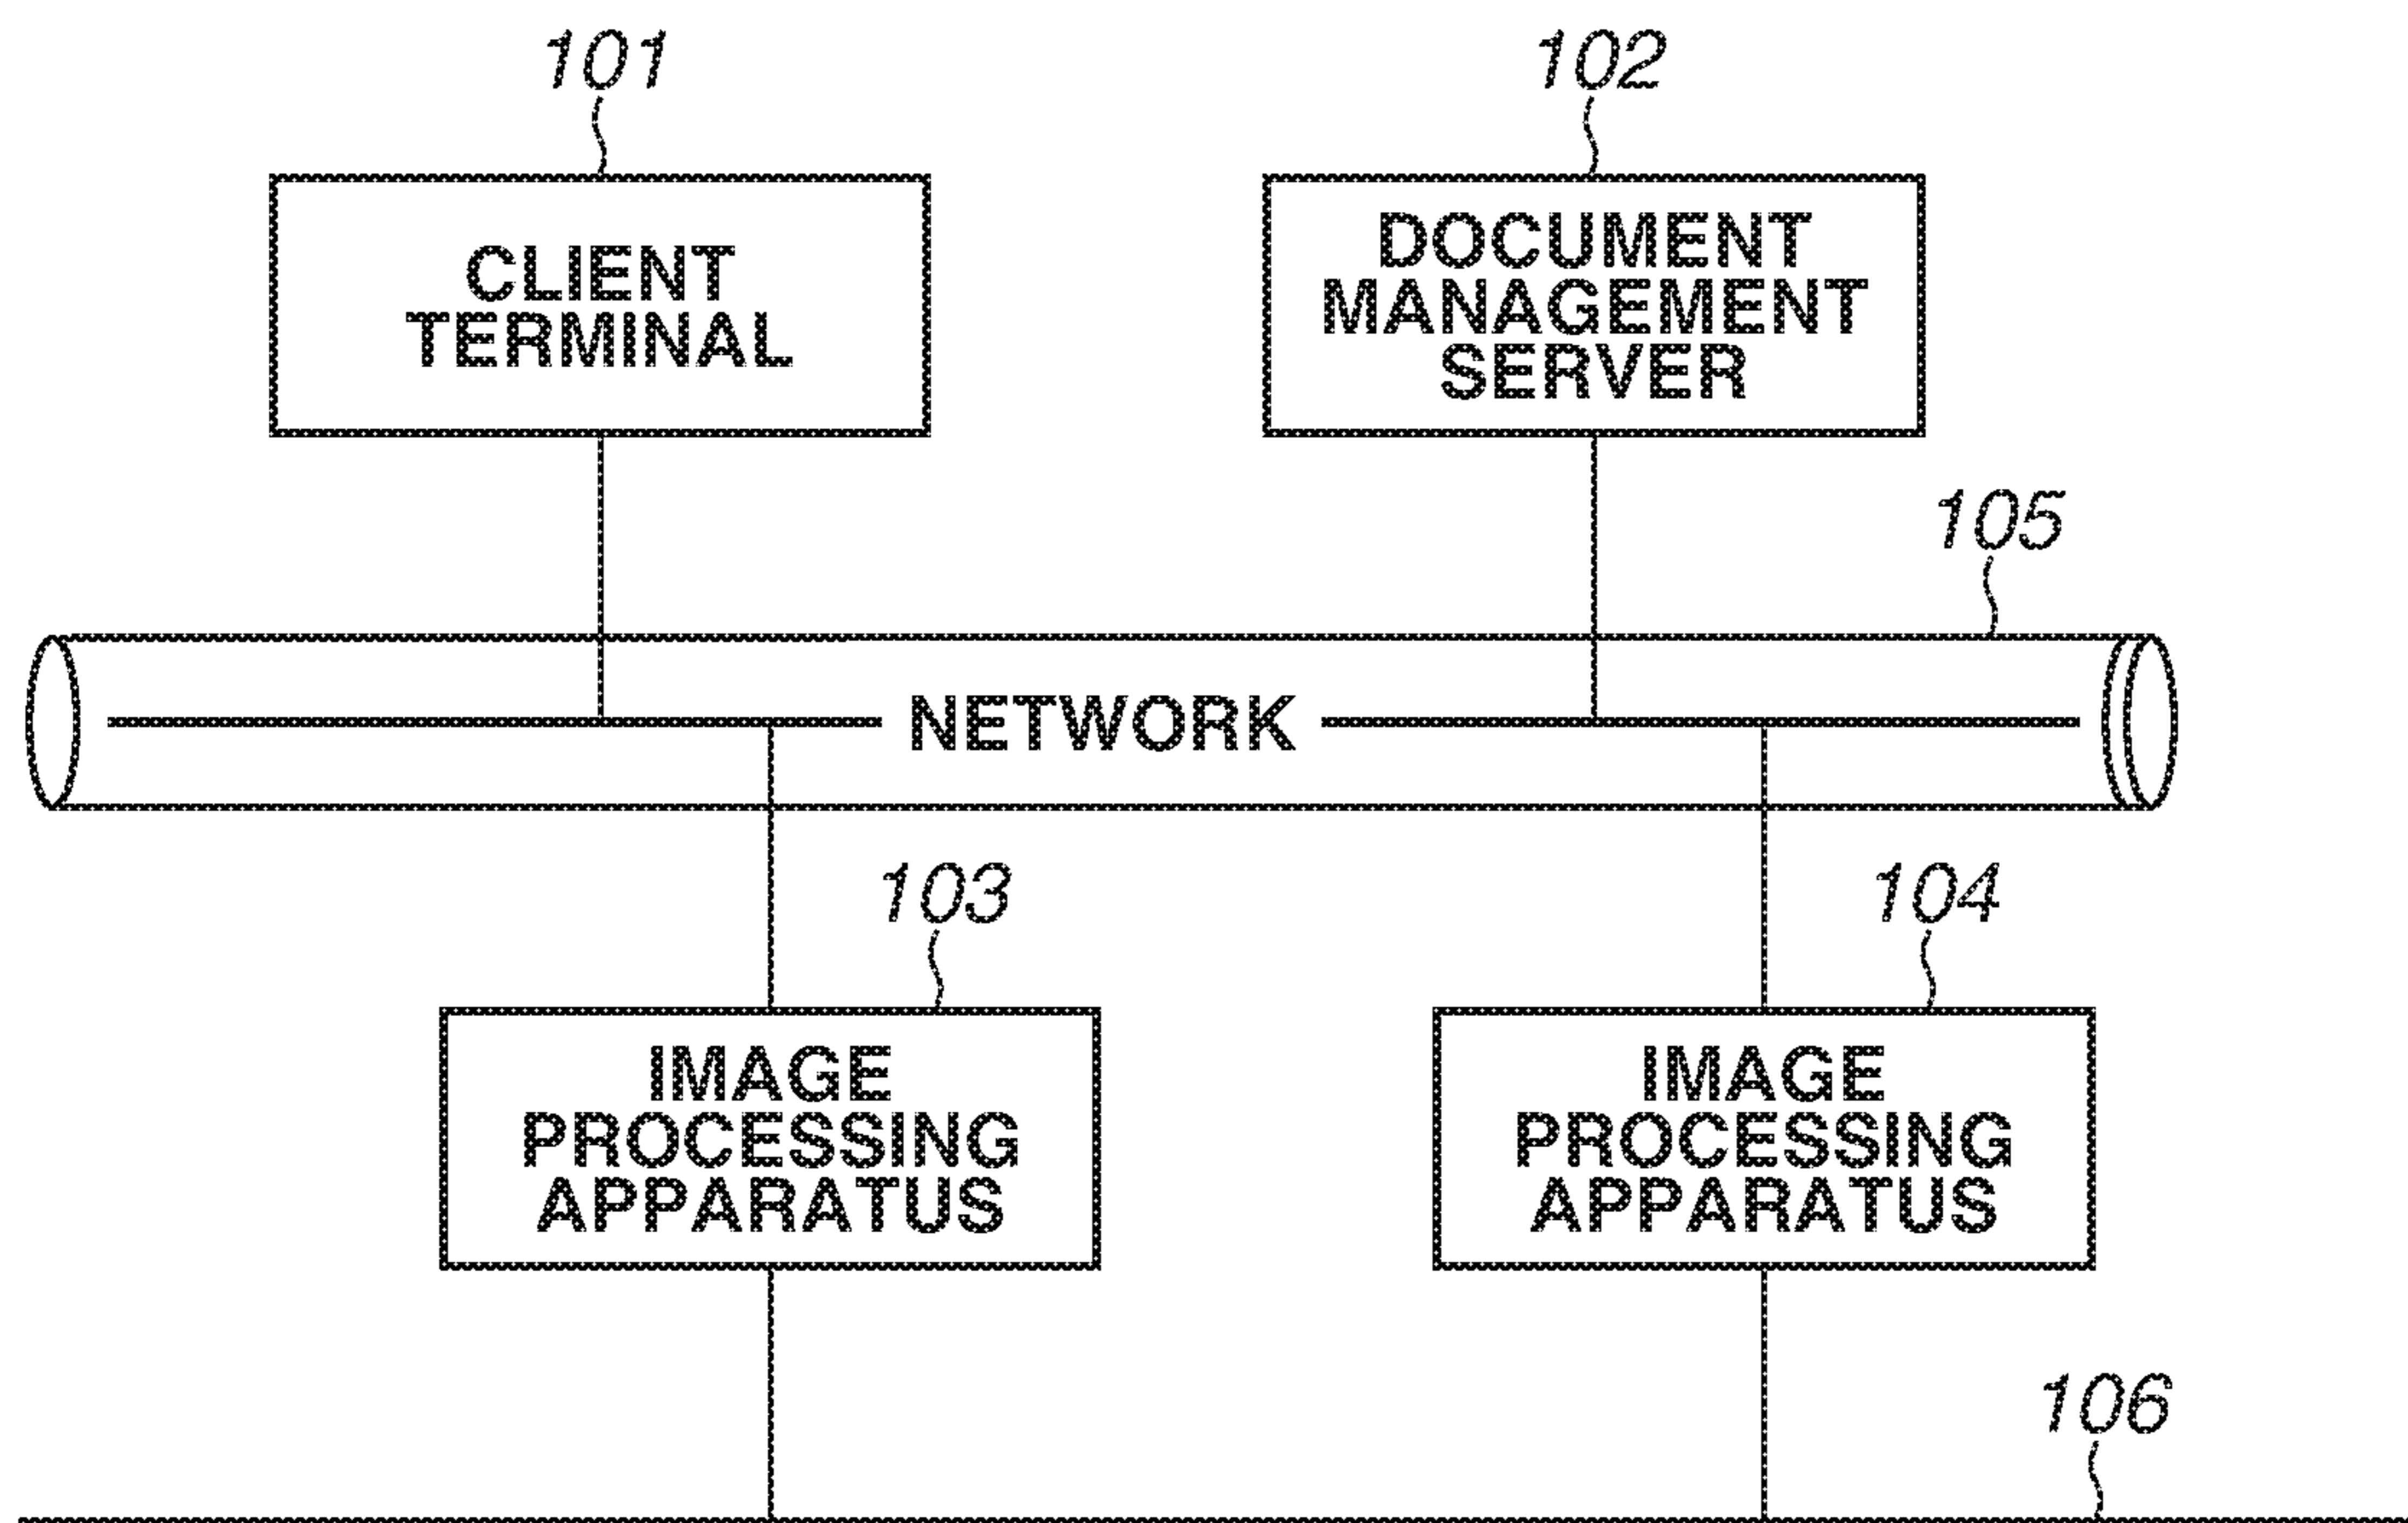 101
102
CLIENT
TERMINAL
DOCUMENT
MANAGEMENT
SERVER
105
NETWORK
103
104
IMAGE
PROCESSING
APPARATUS
IMAGE
PROCESSING
APPARATUS
106